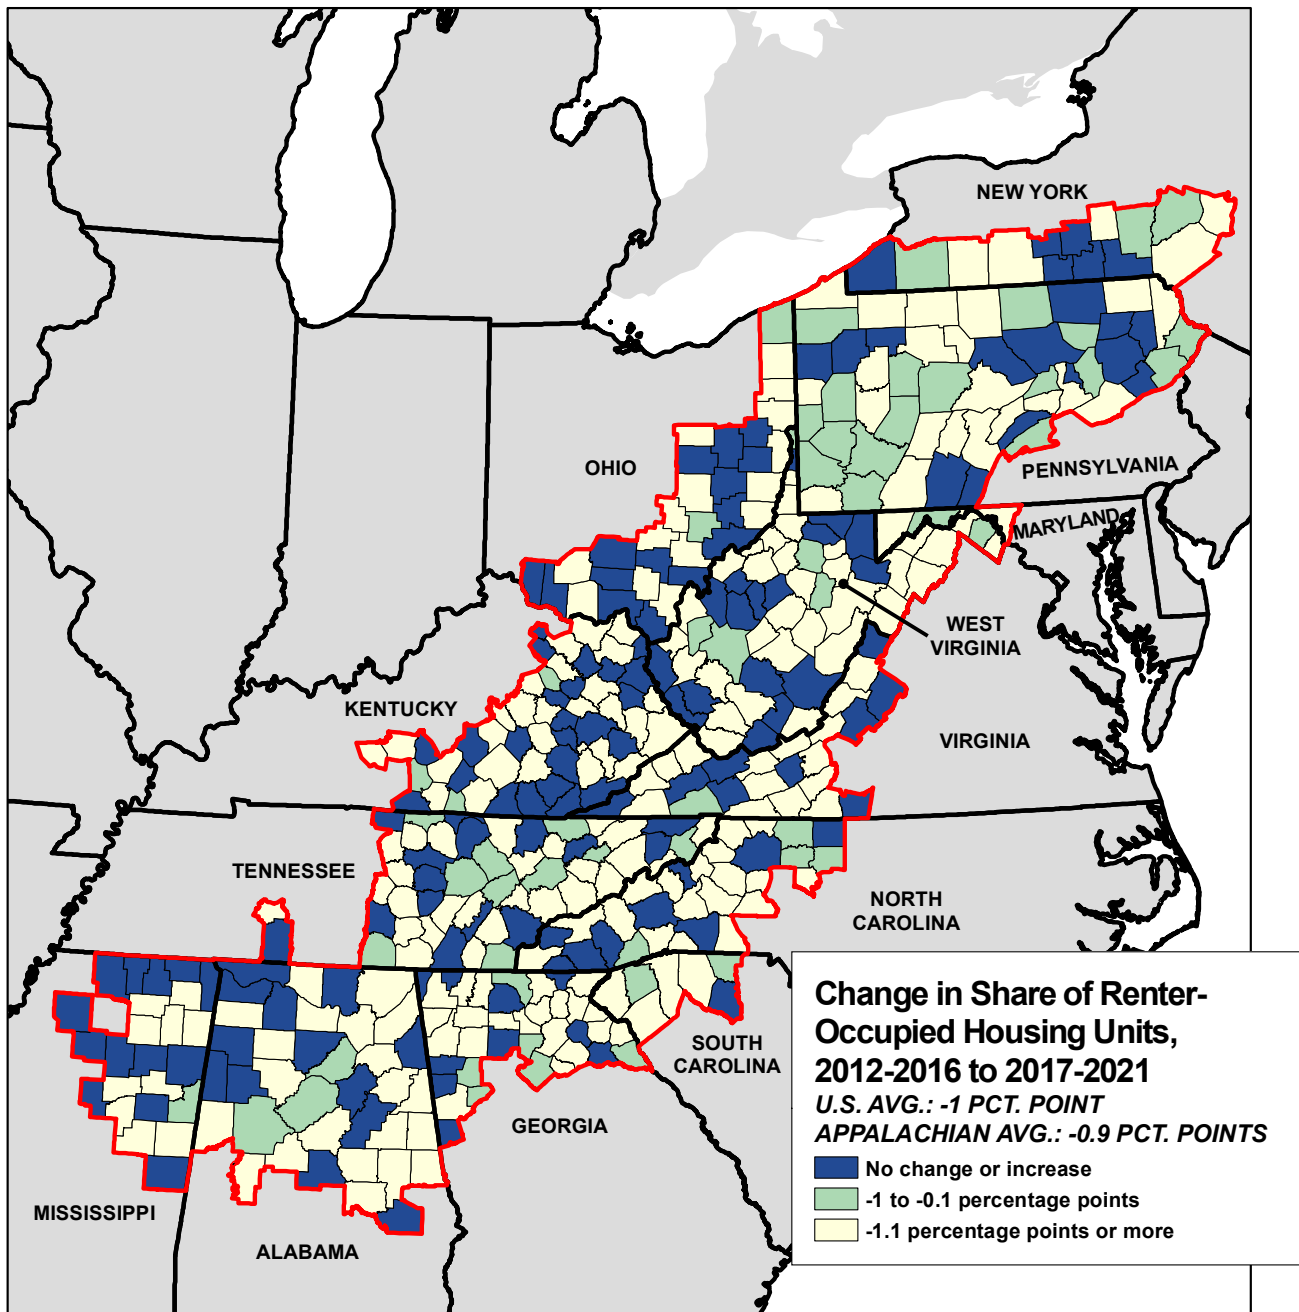 NEW YORK
OHIO
PENNSYLVANIA
MARYLAND
WEST
VIRGINIA
KENTUCKY
VIRGINIA
TENNESSEE
NORTH
CAROLINA
SOUTH
CAROLINA
GEORGIA
MISSISSIPPI
ALABAMA
Change in Share of Renter-
Occupied Housing Units,
2012-2016 to 2017-2021
U.S. AVG.: -1 PCT. POINT
APPALACHIAN AVG.: -0.9 PCT. POINTS
No change or increase
-1 to -0.1 percentage points
-1.1 percentage points or more